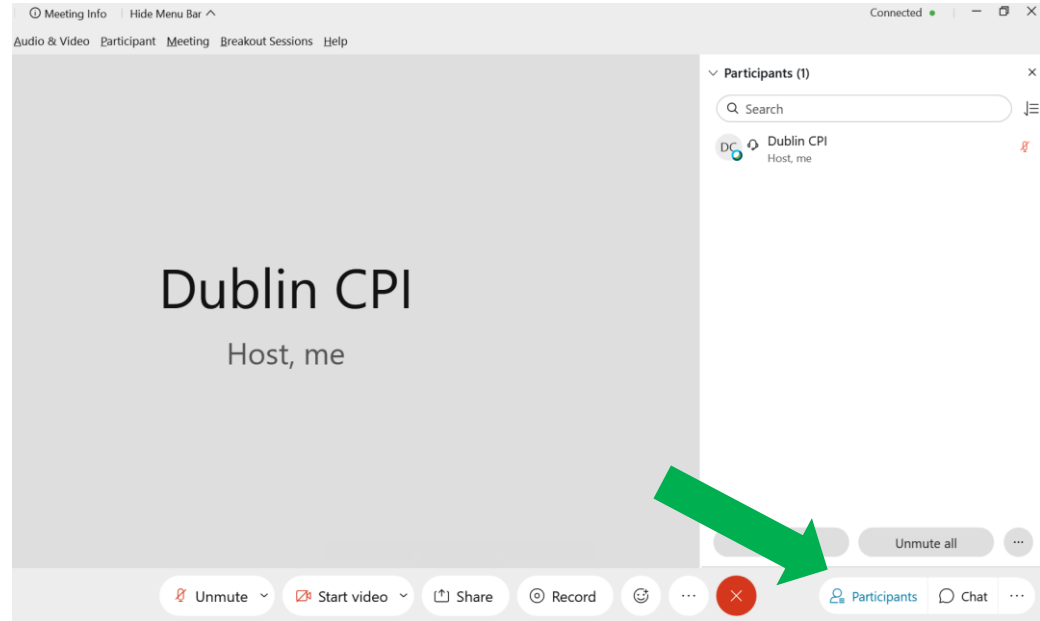 Meeting Info Hide Menu Bar Connected
Audio & Video Participant Meeting Breakout Sessions Help
Participants (1)
Search
DC Dublin CPI
Host, me
Dublin CPI
Host, me
Unmute all
Unmute Start video Share Record Participants Chat